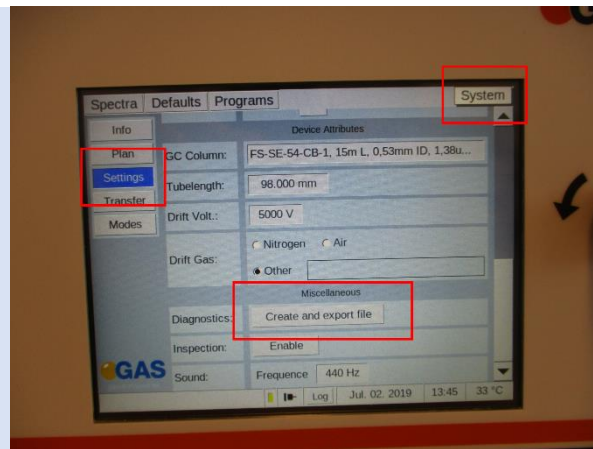 Spectra Defaults Programs System
Info
Plan
Settings
Transfer
Modes
Device Attributes
GC Column: FS-SE-54-CB-1, 15m L, 0,53mm ID, 1,38u...
Tubelength: 98.000 mm
Drift Volt.: 5000 V
Drift Gas: Nitrogen Air
Other
Miscellaneous
Diagnostics: Create and export file
Inspection: Enable
Sound: Frequency 440 Hz
GAS
Log Jul. 02. 2019 13:45 33 °C